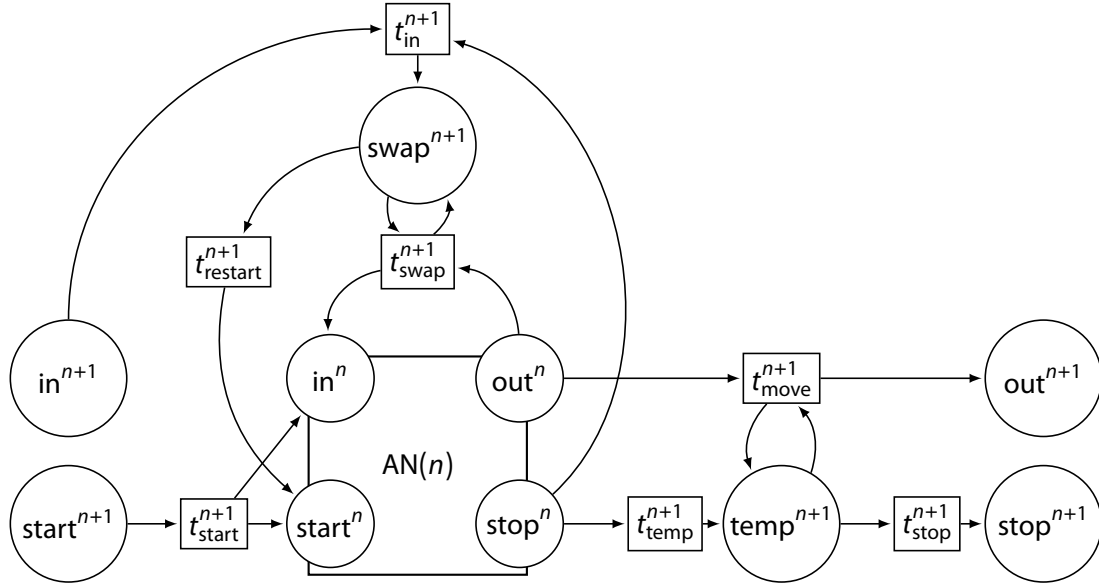 t_in^{n+1}
swap^{n+1}
t_restart^{n+1}
t_swap^{n+1}
in^{n+1}
in^n
out^n
t_move^{n+1}
out^{n+1}
AN(n)
start^{n+1}
t_start^{n+1}
start^n
stop^n
t_temp^{n+1}
temp^{n+1}
t_stop^{n+1}
stop^{n+1}